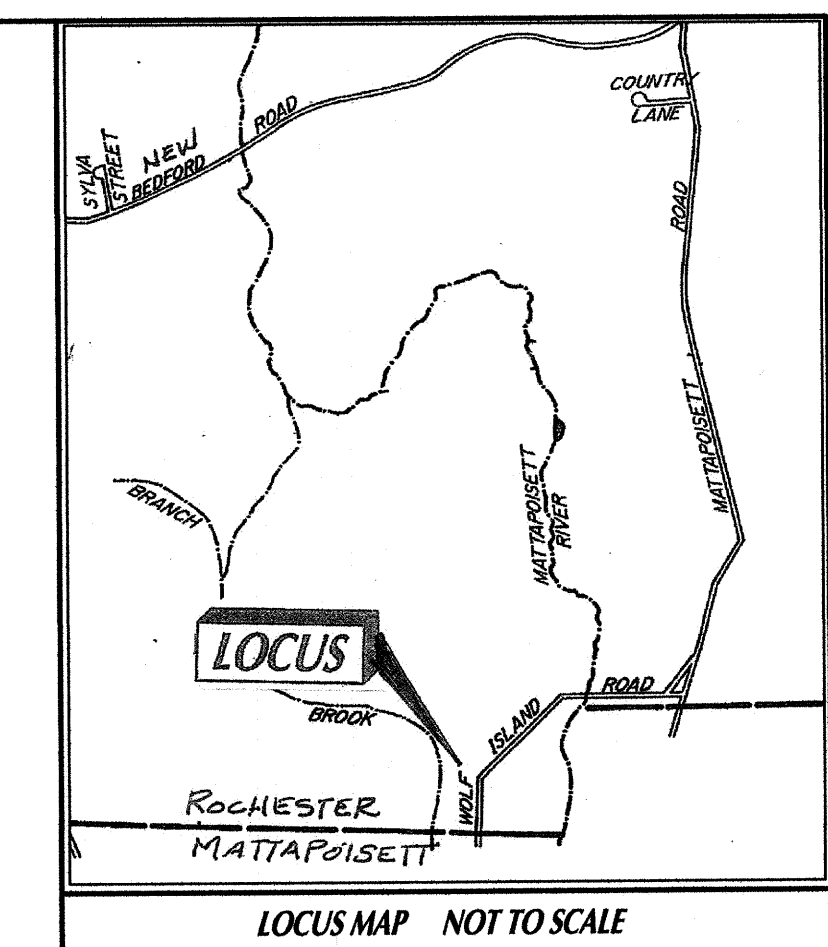 COUNTRY
LANE
SYLVA
STREET
NEW
BEDFORD
ROAD
ROAD
MATTAPOISETT
BRANCH
MATTAPOISETT
RIVER
LOCUS
BROOK
WOLF
ISLAND
ROAD
ROCHESTER
MATTAPOISETT
LOCUS MAP NOT TO SCALE